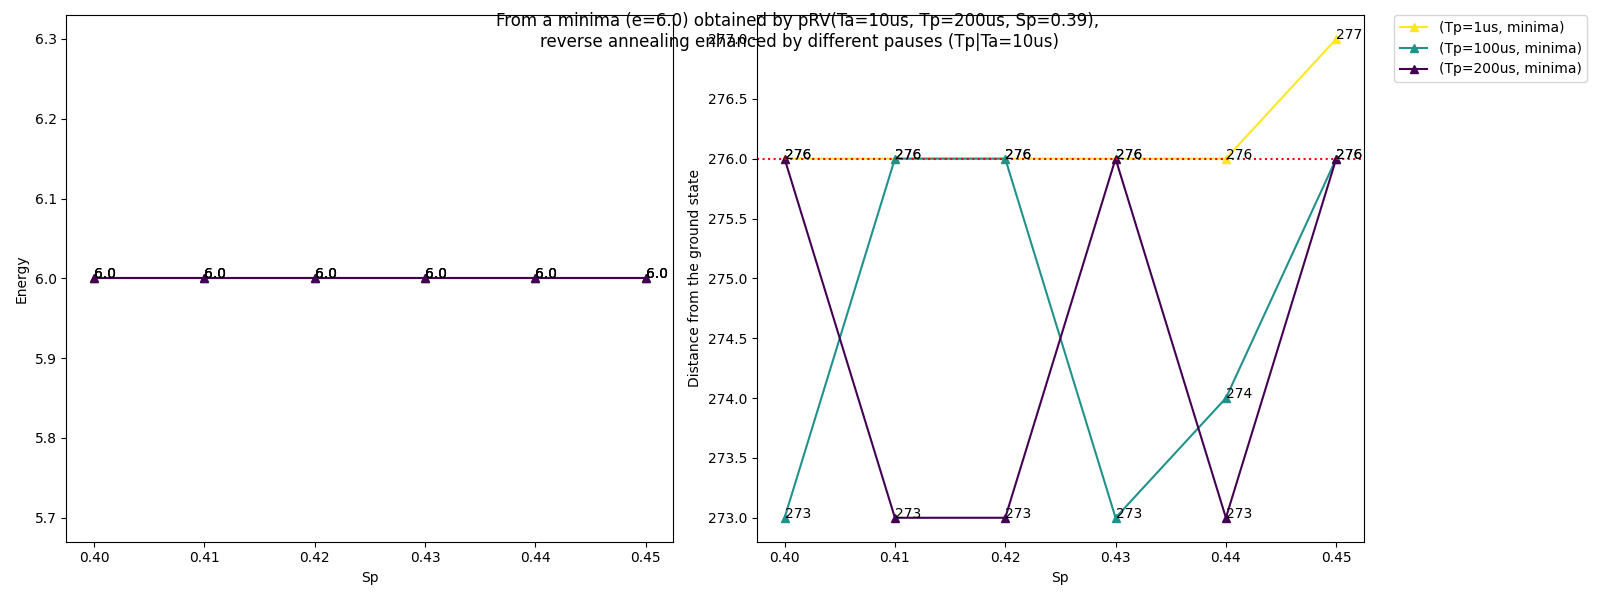 From a minima (e=6.0) obtained by pRV(Ta=10us, Tp=200us, Sp=0.39),
reverse annealing enhanced by different pauses (Tp|Ta=10us)
Energy
6.3
6.2
6.1
6.0
5.9
5.8
5.7
6.0 6.0 6.0 6.0 6.0 6.0
0.40 0.41 0.42 0.43 0.44 0.45
Sp
Distance from the ground state
277.0
276.5
276.0
275.5
275.0
274.5
274.0
273.5
273.0
277
276 276 276 276 276 276
274
273 273 273 273 273
0.40 0.41 0.42 0.43 0.44 0.45
Sp
(Tp=1us, minima)
(Tp=100us, minima)
(Tp=200us, minima)